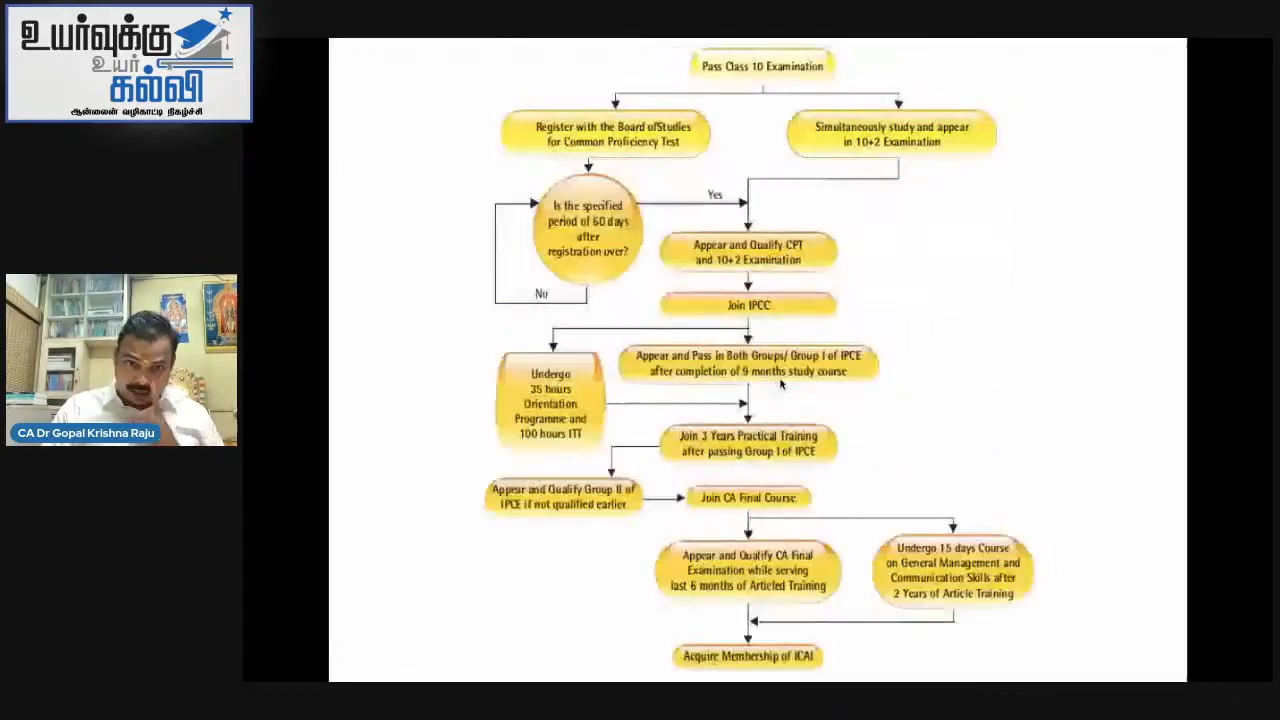 உயர்வுக்கு
உயர்
கல்வி
ஆன்லைன் வழிகாட்டி நிகழ்ச்சி
Pass Class 10 Examination
Register with the Board of Studies
for Common Proficiency Test
Simultaneously study and appear
in 10+2 Examination
Is the specified
period of 60 days
after
registration over?
Yes
No
Appear and Qualify CPT
and 10+2 Examination
Join IPCC
Undergo
35 hours
Orientation
Programme and
100 hours ITT
Appear and Pass in Both Groups/ Group I of IPCE
after completion of 9 months study course
Join 3 Years Practical Training
after passing Group I of IPCE
Appear and Qualify Group II of
IPCE if not qualified earlier
Join CA Final Course
Appear and Qualify CA Final
Examination while serving
last 6 months of Articled Training
Undergo 15 days Course
on General Management and
Communication Skills after
2 Years of Article Training
Acquire Membership of ICAI
CA Dr Gopal Krishna Raju